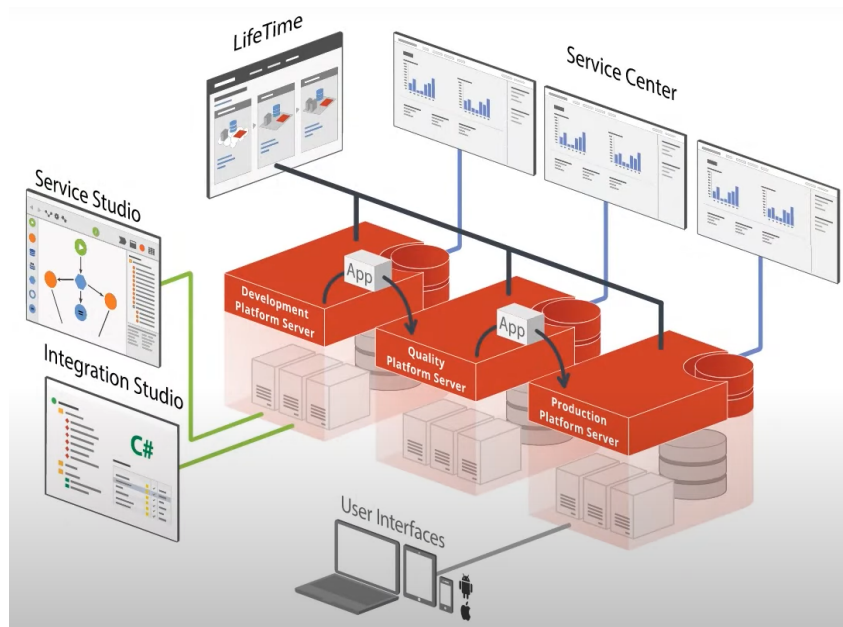 LifeTime
Service Center
Service Studio
Integration Studio
C#
App
Development
Platform Server
App
Quality
Platform Server
Production
Platform Server
User Interfaces